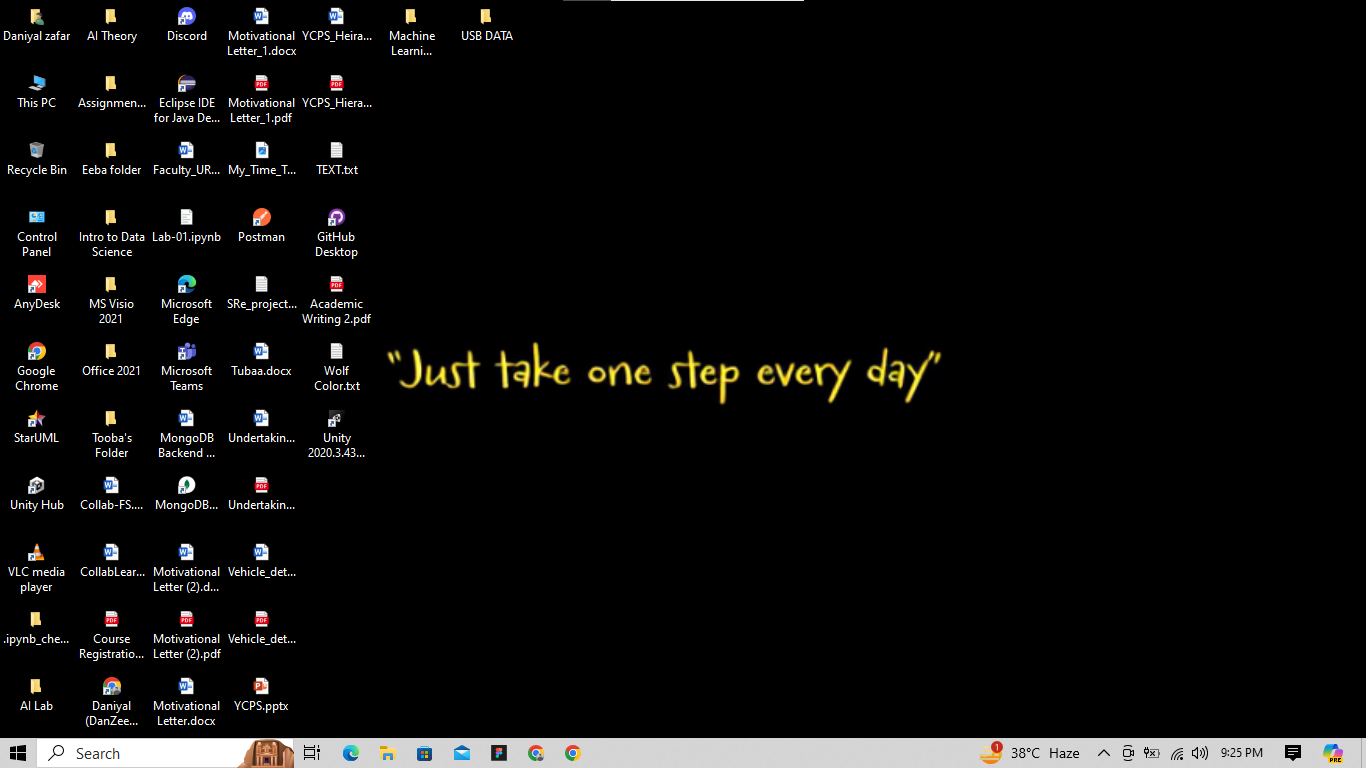 Daniyal zafar
AI Theory
Discord
Motivational
Letter_1.docx
YCPS_Heira...
Machine
Learni...
USB DATA
This PC
Assignmen...
Eclipse IDE
for Java De...
Motivational
Letter_1.pdf
YCPS_Hiera...
Recycle Bin
Eeba folder
Faculty_UR...
My_Time_T...
TEXT.txt
Control
Panel
Intro to Data
Science
Lab-01.ipynb
Postman
GitHub
Desktop
AnyDesk
MS Visio
2021
Microsoft
Edge
SRe_project...
Academic
Writing 2.pdf
Google
Chrome
Office 2021
Microsoft
Teams
Tubaa.docx
Wolf
Color.txt
"Just take one step every day"
StarUML
Tooba's
Folder
MongoDB
Backend ...
Undertakin...
Unity
2020.3.43...
Unity Hub
Collab-FS....
MongoDB...
Undertakin...
VLC media
player
CollabLear...
Motivational
Letter (2).d...
Vehicle_det...
.ipynb_che...
Course
Registratio...
Motivational
Letter (2).pdf
Vehicle_det...
AI Lab
Daniyal
(DanZee...
Motivational
Letter.docx
YCPS.pptx
Search
1
38°C Haze
9:25 PM
PRE